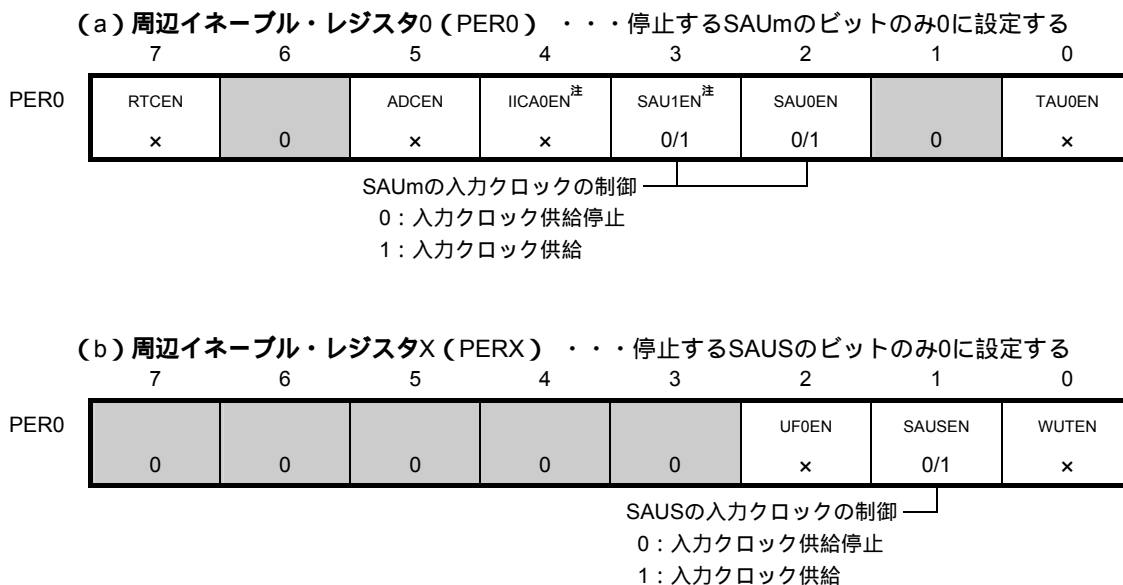 (a)周辺イネーブル・レジスタ0(PER0) ・・・停止するSAUmのビットのみ0に設定する
7 6 5 4 3 2 1 0
PER0 RTCEN ADCEN IICA0EN注 SAU1EN注 SAU0EN TAU0EN
× 0 × × 0/1 0/1 0 ×
SAUmの入力クロックの制御
0:入力クロック供給停止
1:入力クロック供給
(b)周辺イネーブル・レジスタX(PERX) ・・・停止するSAUSのビットのみ0に設定する
7 6 5 4 3 2 1 0
PER0 UF0EN SAUSEN WUTEN
0 0 0 0 0 × 0/1 ×
SAUSの入力クロックの制御
0:入力クロック供給停止
1:入力クロック供給